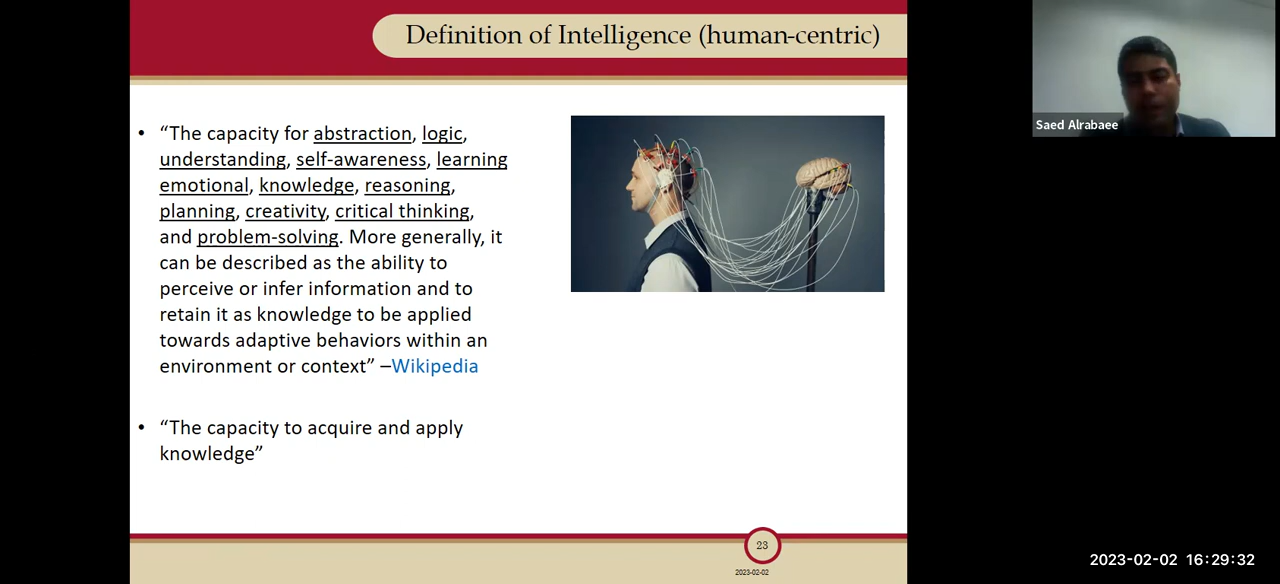 Definition of Intelligence (human-centric)
• “The capacity for abstraction, logic,
understanding, self-awareness, learning
emotional, knowledge, reasoning,
planning, creativity, critical thinking,
and problem-solving. More generally, it
can be described as the ability to
perceive or infer information and to
retain it as knowledge to be applied
towards adaptive behaviors within an
environment or context” –Wikipedia
• “The capacity to acquire and apply
knowledge”
23
2023-02-02
Saed Alrabaee
2023-02-02 16:29:32